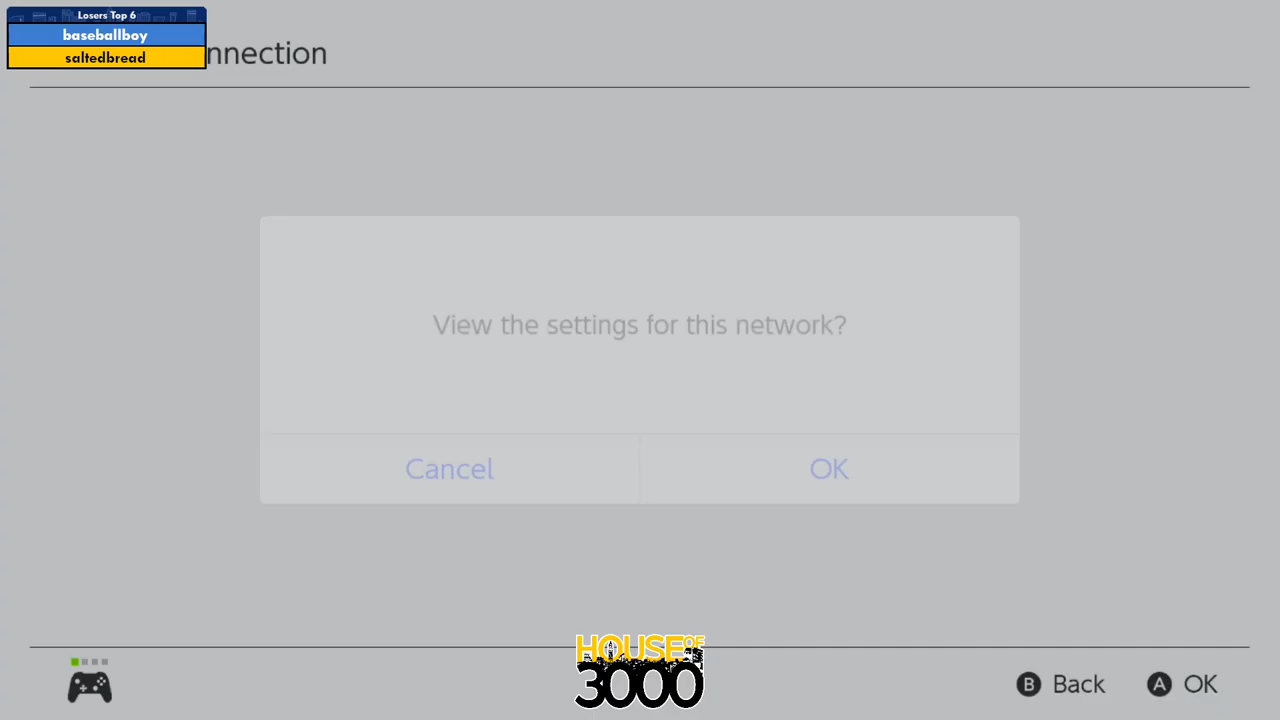 Losers Top 6
baseballboy
saltedbread
nnection
View the settings for this network?
Cancel
OK
HOUSE OF
3000
B Back
A OK